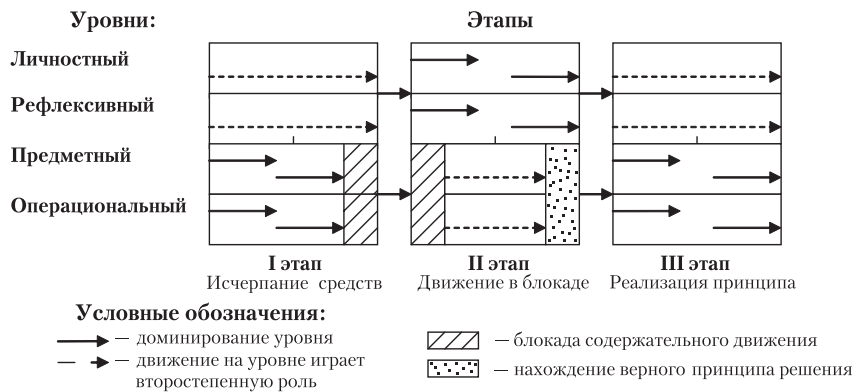 Уровни:
Этапы
Личностный
Рефлексивный
Предметный
Операциональный
I этап
Исчерпание средств
II этап
Движение в блокаде
III этап
Реализация принципа
Условные обозначения:
— доминирование уровня
— движение на уровне играет
второстепенную роль
— блокада содержательного движения
— нахождение верного принципа решения